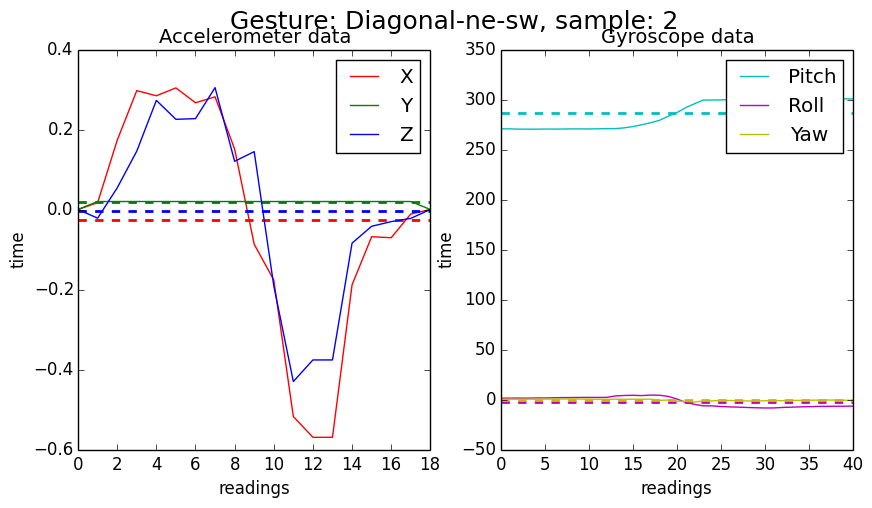 Gesture: Diagonal-ne-sw, sample: 2
Accelerometer data
0.4
0.2
0.0
−0.2
−0.4
−0.6
time
0 2 4 6 8 10 12 14 16 18
readings
X
Y
Z
Gyroscope data
350
300
250
200
150
100
50
0
−50
time
0 5 10 15 20 25 30 35 40
readings
Pitch
Roll
Yaw